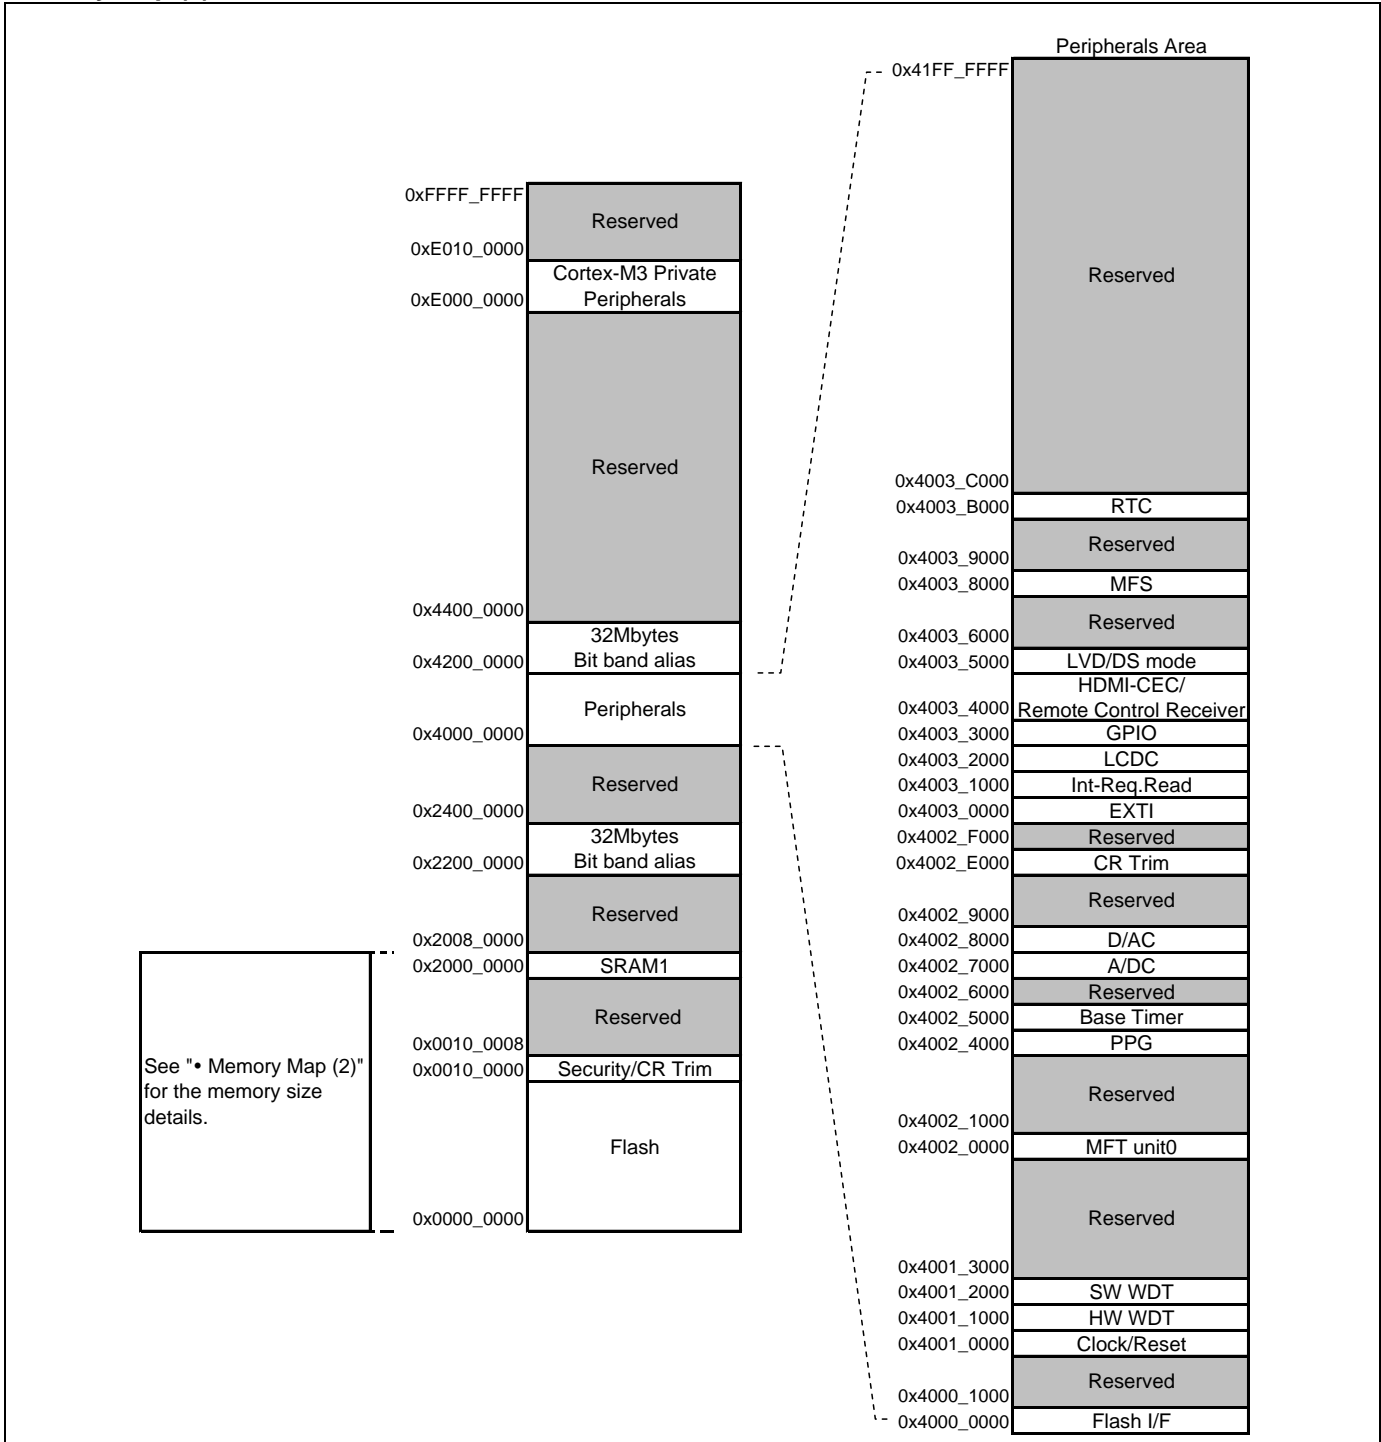 Peripherals Area
0x41FF_FFFF
Reserved
0x4003_C000
0x4003_B000 RTC
Reserved
0x4003_9000
0x4003_8000 MFS
Reserved
0x4003_6000
0x4003_5000 LVD/DS mode
HDMI-CEC/
0x4003_4000 Remote Control Receiver
0x4003_3000 GPIO
0x4003_2000 LCDC
0x4003_1000 Int-Req.Read
0x4003_0000 EXTI
0x4002_F000 Reserved
0x4002_E000 CR Trim
Reserved
0x4002_9000
0x4002_8000 D/AC
0x4002_7000 A/DC
0x4002_6000 Reserved
0x4002_5000 Base Timer
0x4002_4000 PPG
Reserved
0x4002_1000
0x4002_0000 MFT unit0
Reserved
0x4001_3000
0x4001_2000 SW WDT
0x4001_1000 HW WDT
0x4001_0000 Clock/Reset
Reserved
0x4000_1000
0x4000_0000 Flash I/F
0xFFFF_FFFF
Reserved
0xE010_0000
Cortex-M3 Private
0xE000_0000 Peripherals
Reserved
0x4400_0000
32Mbytes
0x4200_0000 Bit band alias
Peripherals
0x4000_0000
Reserved
0x2400_0000
32Mbytes
0x2200_0000 Bit band alias
Reserved
0x2008_0000
0x2000_0000 SRAM1
Reserved
0x0010_0008
0x0010_0000 Security/CR Trim
Flash
0x0000_0000
See "• Memory Map (2)"
for the memory size
details.